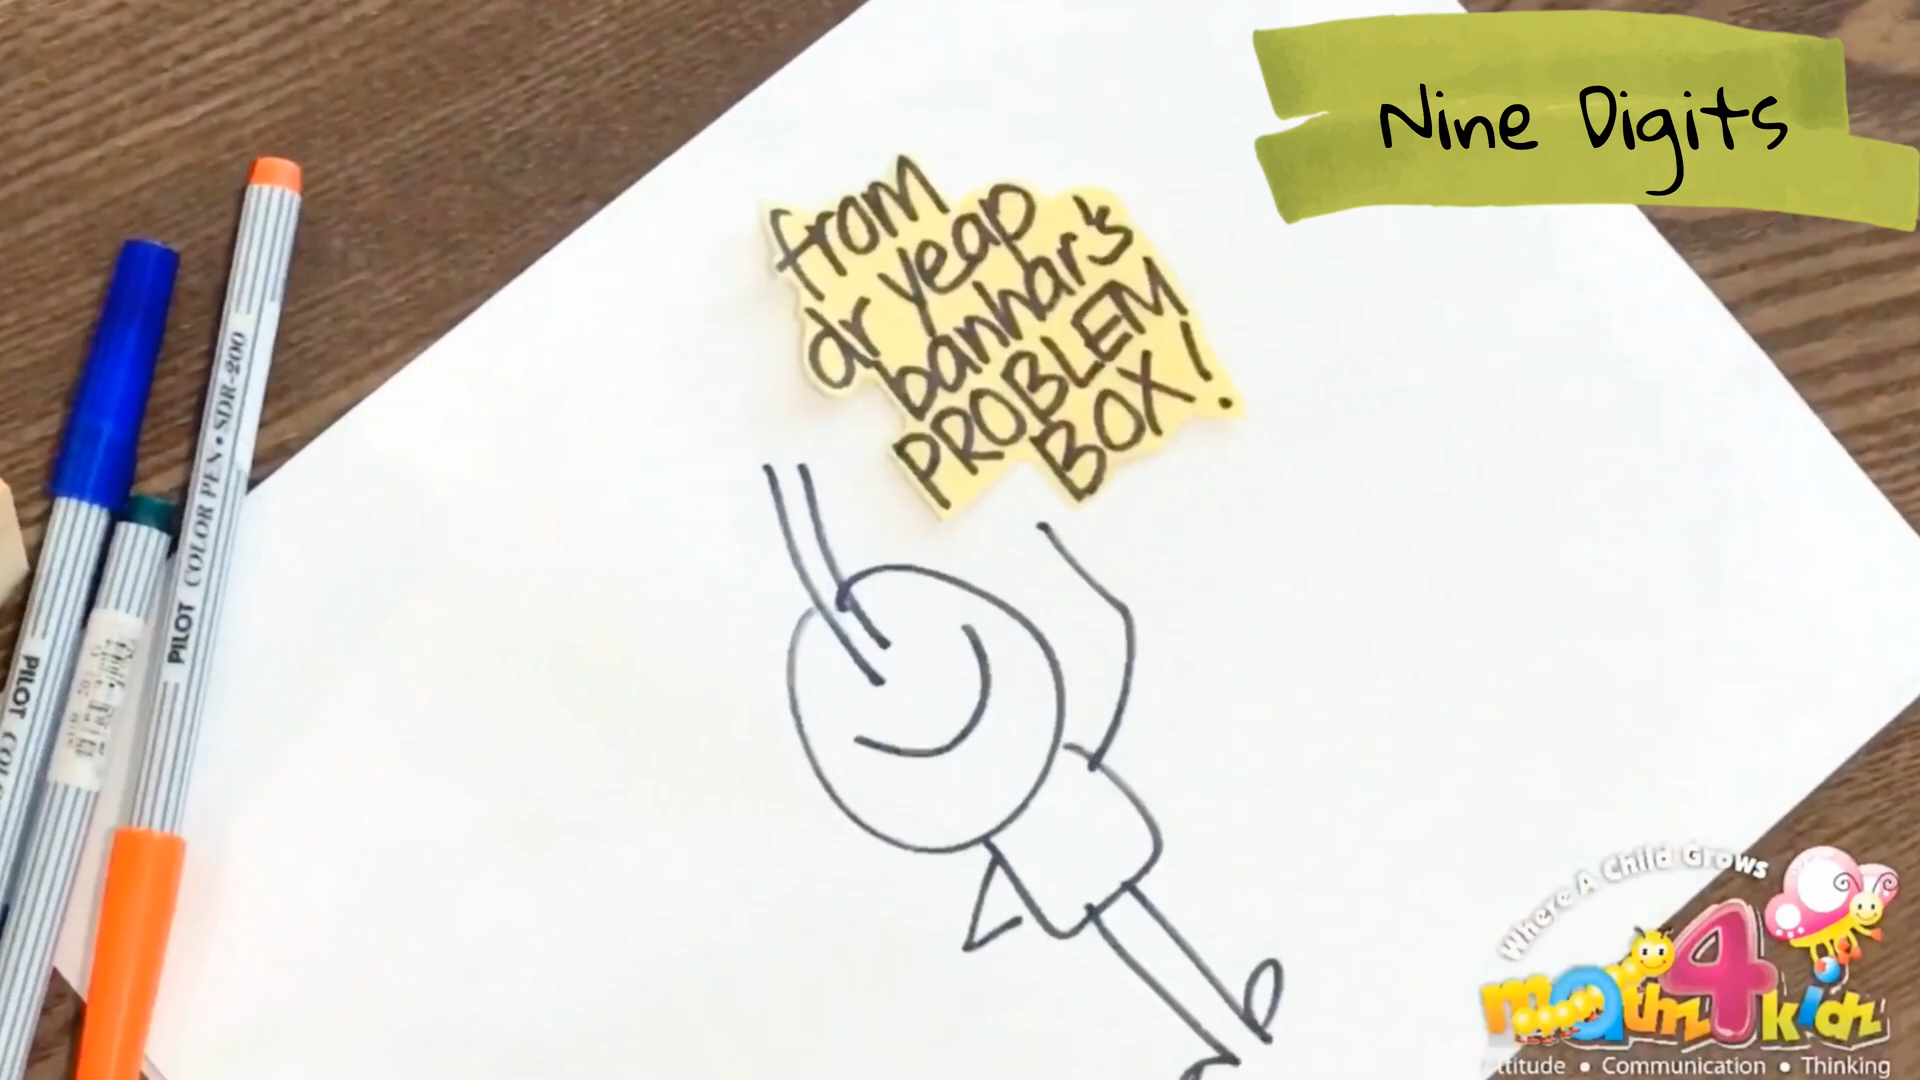 Nine Digits
from
dr yeap
banhar's
PROBLEM
BOX!
PILOT COLOR PEN • SDR-200
PILOT
Where A Child Grows
mathz4kidz
ttitude • Communication • Thinking